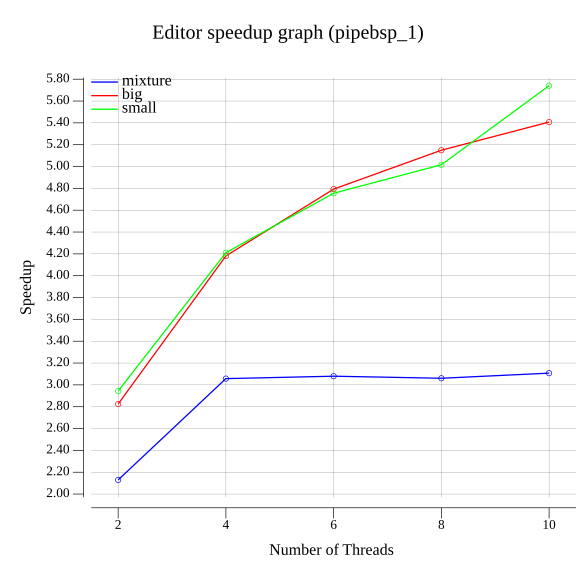 Editor speedup graph (pipebsp_1)
mixture
big
small
Speedup
5.80
5.60
5.40
5.20
5.00
4.80
4.60
4.40
4.20
4.00
3.80
3.60
3.40
3.20
3.00
2.80
2.60
2.40
2.20
2.00
2 4 6 8 10
Number of Threads